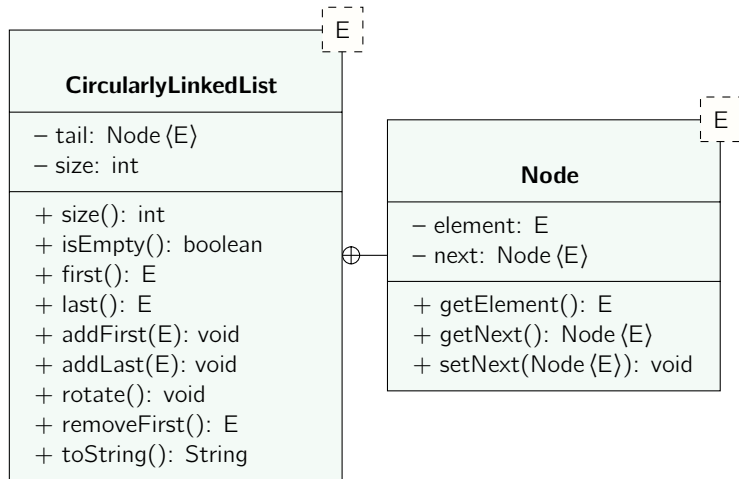 E
CircularlyLinkedList
– tail: Node⟨E⟩
– size: int
+ size(): int
+ isEmpty(): boolean
+ first(): E
+ last(): E
+ addFirst(E): void
+ addLast(E): void
+ rotate(): void
+ removeFirst(): E
+ toString(): String
E
Node
– element: E
– next: Node⟨E⟩
+ getElement(): E
+ getNext(): Node⟨E⟩
+ setNext(Node⟨E⟩): void